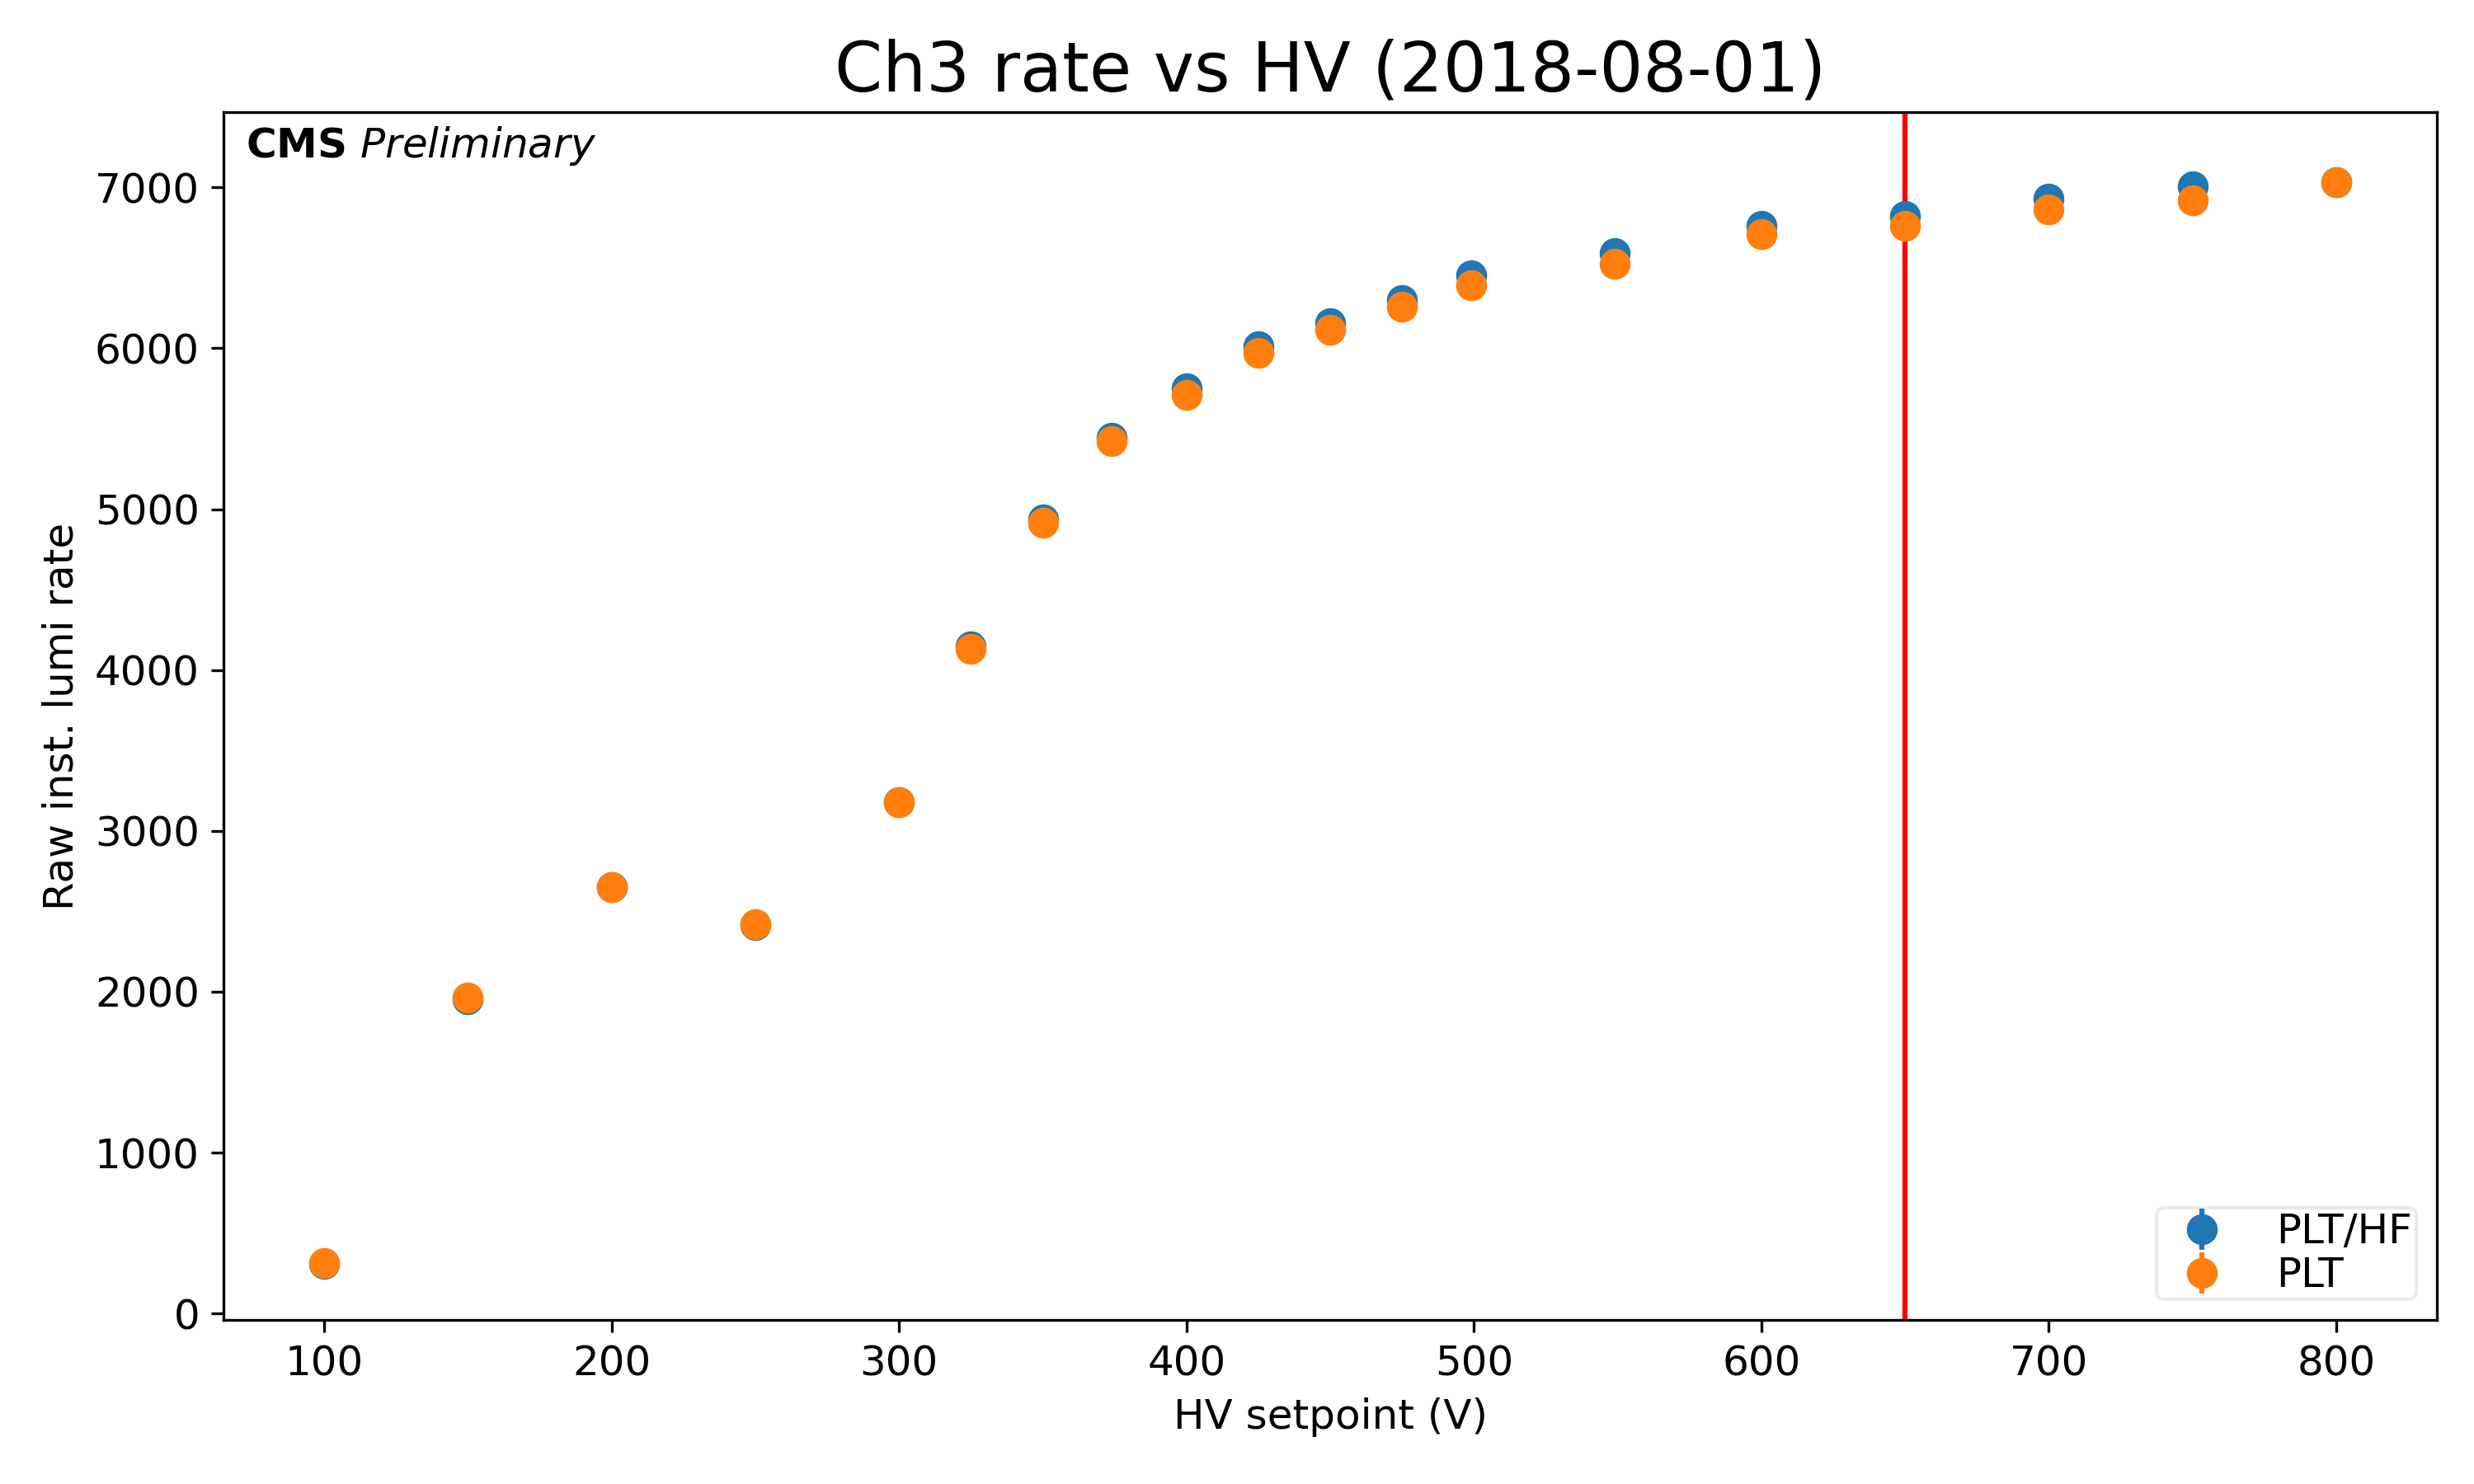 Ch3 rate vs HV (2018-08-01)
CMS Preliminary
Raw inst. lumi rate
7000
6000
5000
4000
3000
2000
1000
0
100 200 300 400 500 600 700 800
HV setpoint (V)
PLT/HF
PLT